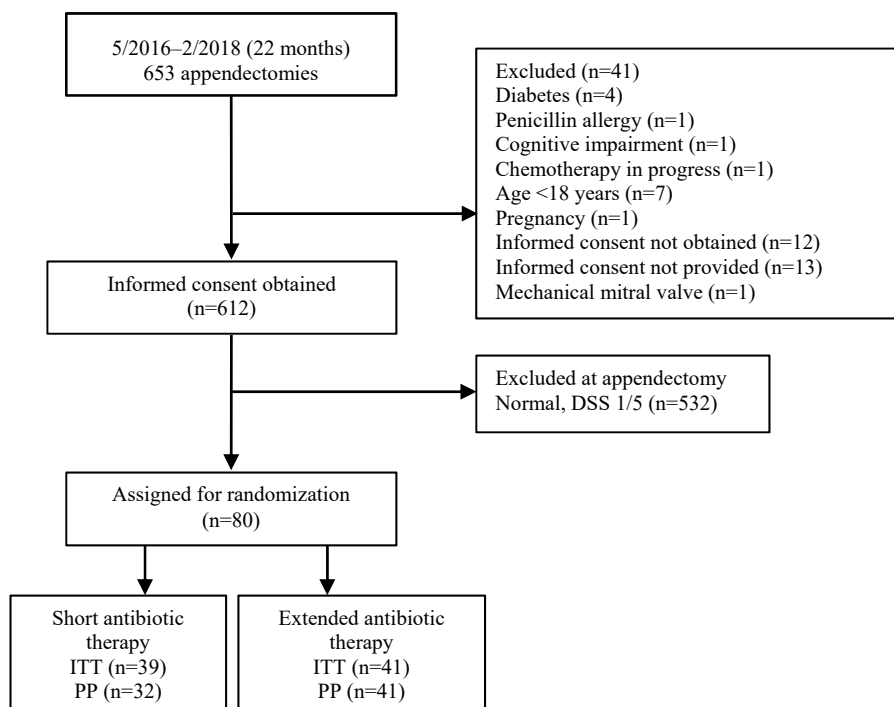 5/2016–2/2018 (22 months)
653 appendectomies
Excluded (n=41)
Diabetes (n=4)
Penicillin allergy (n=1)
Cognitive impairment (n=1)
Chemotherapy in progress (n=1)
Age <18 years (n=7)
Pregnancy (n=1)
Informed consent not obtained (n=12)
Informed consent not provided (n=13)
Mechanical mitral valve (n=1)
Informed consent obtained
(n=612)
Excluded at appendectomy
Normal, DSS 1/5 (n=532)
Assigned for randomization
(n=80)
Short antibiotic
therapy
ITT (n=39)
PP (n=32)
Extended antibiotic
therapy
ITT (n=41)
PP (n=41)